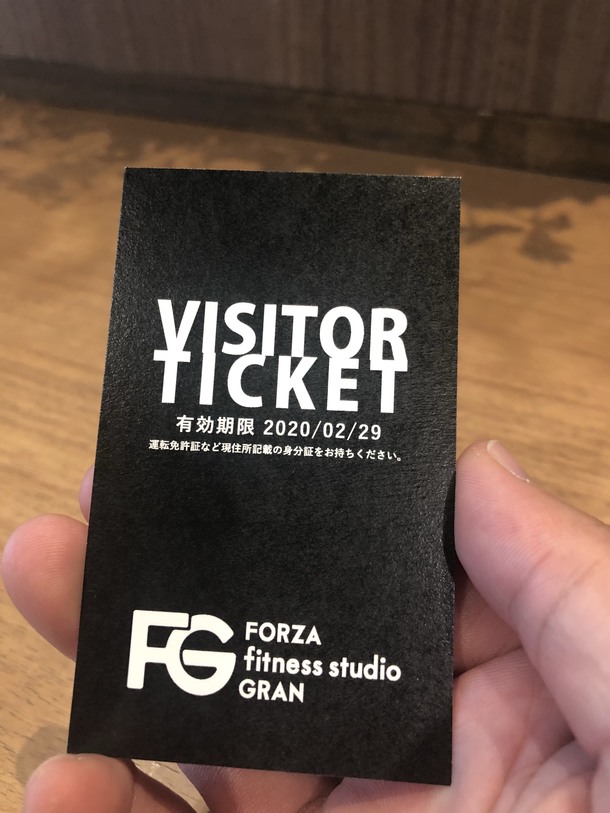 VISITOR
TICKET
有効期限 2020/02/29
運転免許証など現住所記載の身分証をお持ちください。
FG
FORZA
fitness studio
GRAN